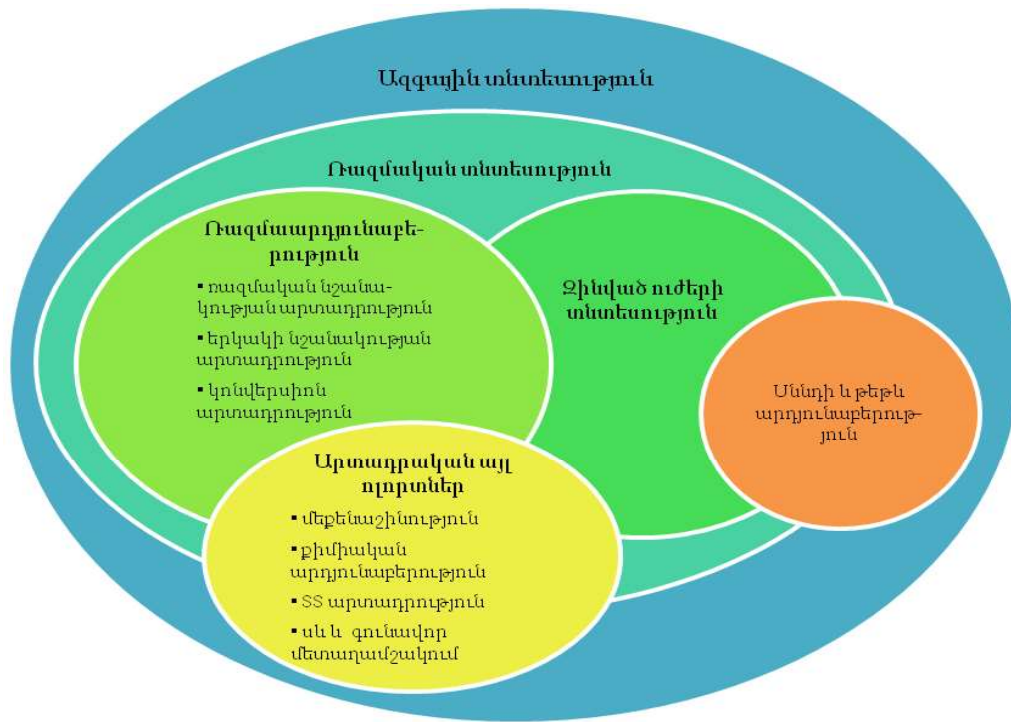 Ազգային տնտեսություն
Ռազմական տնտեսություն
Ռազմաարդյունաբե-
րություն
▪ ռազմական նշանա-
կության արտադրություն
▪ երկակի նշանակության
արտադրություն
▪ կոնվերսիոն
արտադրություն
Զինված ուժերի
տնտեսություն
Սննդի և թեթև
արդյունաբերությ-
յուն
Արտադրական այլ
ոլորտներ
▪ մեքենաշինություն
▪ քիմիական
արդյունաբերություն
▪ ՏՏ արտադրություն
▪ սև և գունավոր
մետաղամշակում